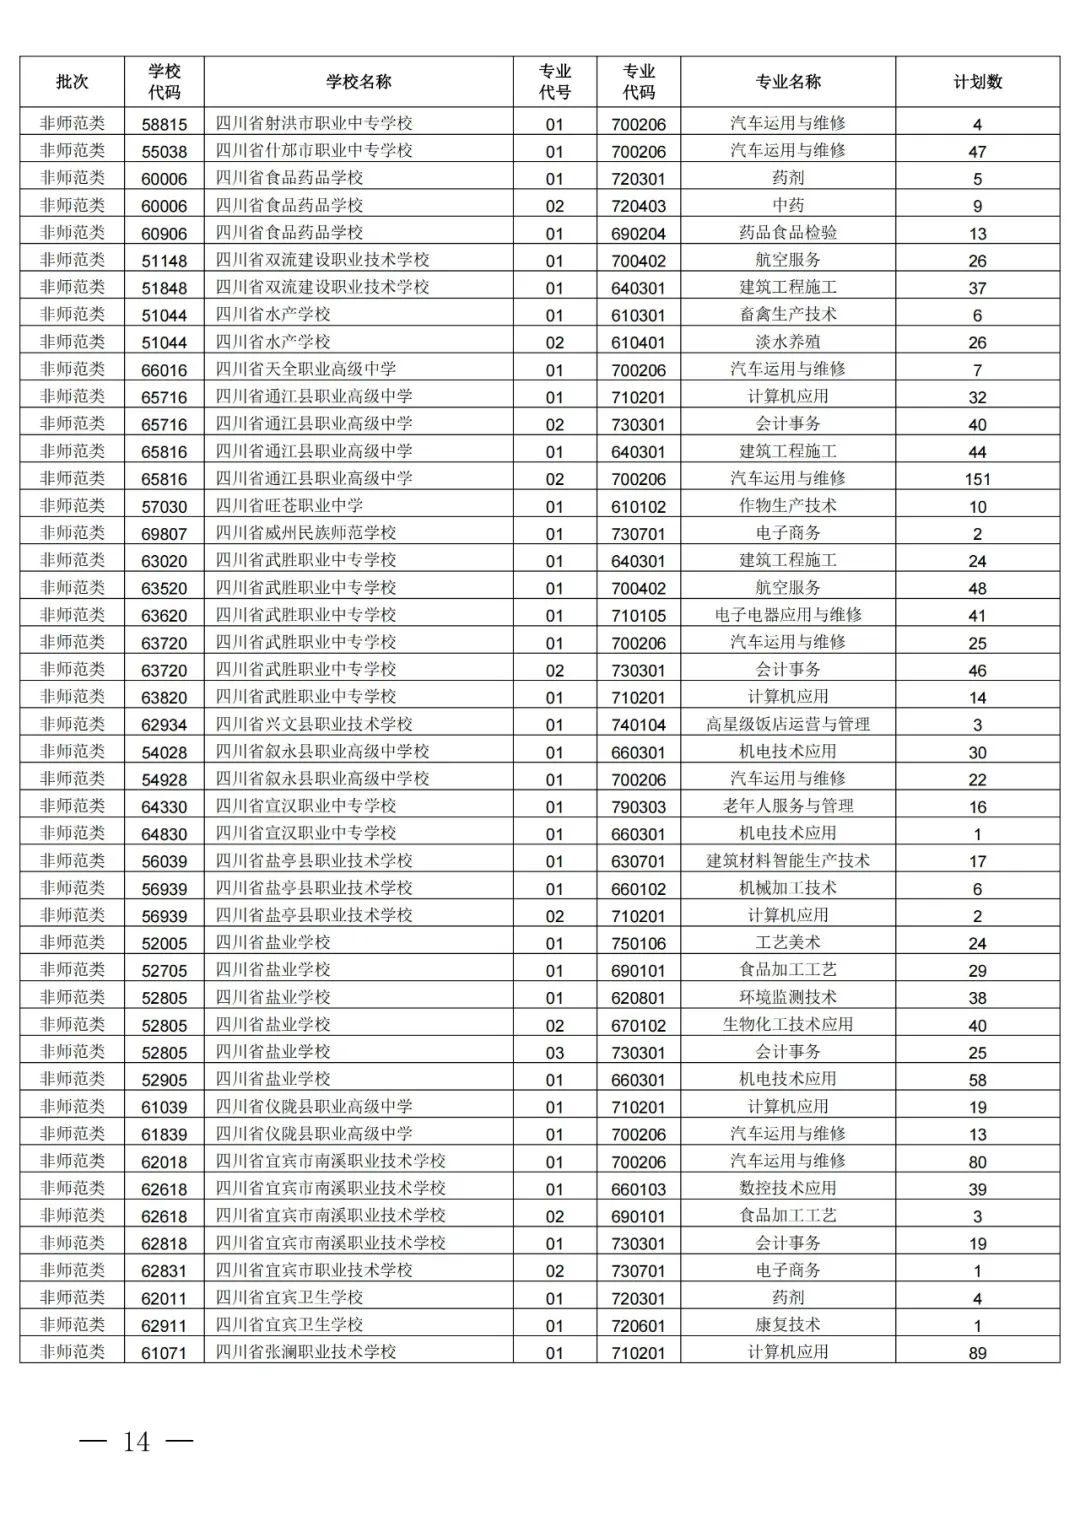 批次 学校代码 学校名称 专业代号 专业代码 专业名称 计划数
非师范类 58815 四川省射洪市职业中专学校 01 700206 汽车运用与维修 4
非师范类 55038 四川省什邡市职业中专学校 01 700206 汽车运用与维修 47
非师范类 60006 四川省食品药品学校 01 720301 药剂 5
非师范类 60006 四川省食品药品学校 02 720403 中药 9
非师范类 60906 四川省食品药品学校 01 690204 药品食品检验 13
非师范类 51148 四川省双流建设职业技术学校 01 700402 航空服务 26
非师范类 51848 四川省双流建设职业技术学校 01 640301 建筑工程施工 37
非师范类 51044 四川省水产学校 01 610301 畜禽生产技术 6
非师范类 51044 四川省水产学校 02 610401 淡水养殖 26
非师范类 66016 四川省天全职业高级中学 01 700206 汽车运用与维修 7
非师范类 65716 四川省通江县职业高级中学 01 710201 计算机应用 32
非师范类 65716 四川省通江县职业高级中学 02 730301 会计事务 40
非师范类 65816 四川省通江县职业高级中学 01 640301 建筑工程施工 44
非师范类 65816 四川省通江县职业高级中学 02 700206 汽车运用与维修 151
非师范类 57030 四川省旺苍职业中学 01 610102 作物生产技术 10
非师范类 69807 四川省威州民族师范学校 01 730701 电子商务 2
非师范类 63020 四川省武胜职业中专学校 01 640301 建筑工程施工 24
非师范类 63520 四川省武胜职业中专学校 01 700402 航空服务 48
非师范类 63620 四川省武胜职业中专学校 01 710105 电子电器应用与维修 41
非师范类 63720 四川省武胜职业中专学校 01 700206 汽车运用与维修 25
非师范类 63720 四川省武胜职业中专学校 02 730301 会计事务 46
非师范类 63820 四川省武胜职业中专学校 01 710201 计算机应用 14
非师范类 62934 四川省兴文县职业技术学校 01 740104 高星级饭店运营与管理 3
非师范类 54028 四川省叙永县职业高级中学校 01 660301 机电技术应用 30
非师范类 54928 四川省叙永县职业高级中学校 01 700206 汽车运用与维修 22
非师范类 64330 四川省宣汉职业中专学校 01 790303 老年人服务与管理 16
非师范类 64830 四川省宣汉职业中专学校 01 660301 机电技术应用 1
非师范类 56039 四川省盐亭县职业技术学校 01 630701 建筑材料智能生产技术 17
非师范类 56939 四川省盐亭县职业技术学校 01 660102 机械加工技术 6
非师范类 56939 四川省盐亭县职业技术学校 02 710201 计算机应用 2
非师范类 52005 四川省盐业学校 01 750106 工艺美术 24
非师范类 52705 四川省盐业学校 01 690101 食品加工工艺 29
非师范类 52805 四川省盐业学校 01 620801 环境监测技术 38
非师范类 52805 四川省盐业学校 02 670102 生物化工技术应用 40
非师范类 52805 四川省盐业学校 03 730301 会计事务 25
非师范类 52905 四川省盐业学校 01 660301 机电技术应用 58
非师范类 61039 四川省仪陇县职业高级中学 01 710201 计算机应用 19
非师范类 61839 四川省仪陇县职业高级中学 01 700206 汽车运用与维修 13
非师范类 62018 四川省宜宾市南溪职业技术学校 01 700206 汽车运用与维修 80
非师范类 62618 四川省宜宾市南溪职业技术学校 01 660103 数控技术应用 39
非师范类 62618 四川省宜宾市南溪职业技术学校 02 690101 食品加工工艺 3
非师范类 62818 四川省宜宾市南溪职业技术学校 01 730301 会计事务 19
非师范类 62831 四川省宜宾市职业技术学校 02 730701 电子商务 1
非师范类 62011 四川省宜宾卫生学校 01 720301 药剂 4
非师范类 62911 四川省宜宾卫生学校 01 720601 康复技术 1
非师范类 61071 四川省张澜职业技术学校 01 710201 计算机应用 89
— 14 —